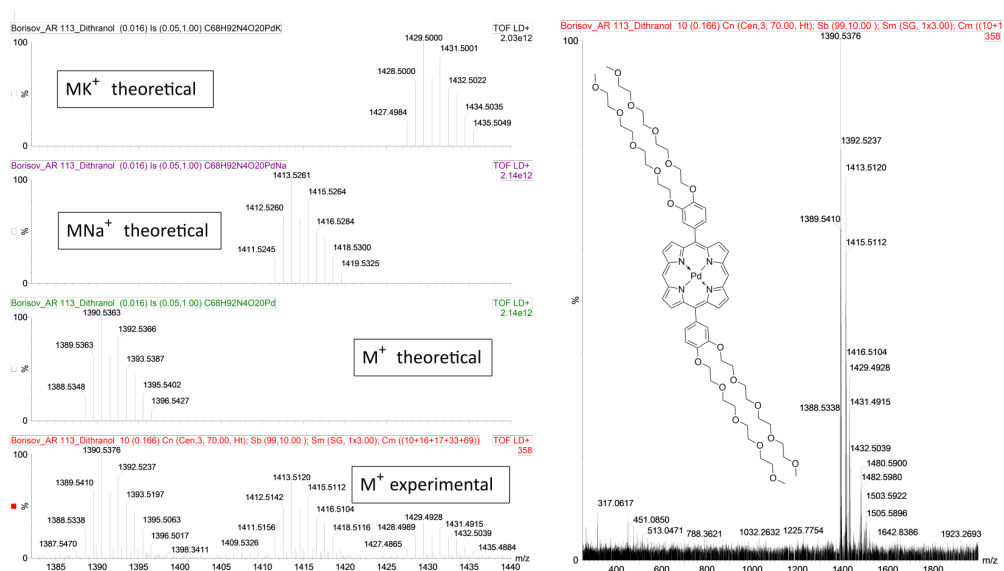 Borisov_AR 113_Dithranol (0.016) Is (0.05,1.00) C68H92N4O20PdK
TOF LD+
2.03e12
100
%
0
MK+ theoretical
1429.5000
1431.5001
1428.5000
1432.5022
1427.4984
1434.5035
1435.5049
Borisov_AR 113_Dithranol (0.016) Is (0.05,1.00) C68H92N4O20PdNa
TOF LD+
2.14e12
100
%
0
MNa+ theoretical
1413.5261
1415.5264
1412.5260
1416.5284
1411.5245
1418.5300
1419.5325
Borisov_AR 113_Dithranol (0.016) Is (0.05,1.00) C68H92N4O20Pd
TOF LD+
2.14e12
100
%
0
M+ theoretical
1390.5363
1392.5366
1389.5363
1393.5387
1388.5348
1395.5402
1396.5427
Borisov_AR 113_Dithranol 10 (0.166) Cn (Cen,3, 70.00, Ht); Sb (99,10.00 ); Sm (SG, 1x3.00); Cm ((10+16+17+33+69))
TOF LD+
358
100
%
0
M+ experimental
1390.5376
1392.5237
1389.5410
1393.5197
1388.5338
1395.5063
1387.5470
1396.5017
1398.3411
1409.5326
1411.5156
1412.5142
1413.5120
1415.5112
1416.5104
1418.5116
1427.4865
1428.4989
1429.4928
1431.4915
1432.5039
1435.4884
m/z
1385 1390 1395 1400 1405 1410 1415 1420 1425 1430 1435 1440
Borisov_AR 113_Dithranol 10 (0.166) Cn (Cen,3, 70.00, Ht); Sb (99,10.00 ); Sm (SG, 1x3.00); Cm ((10+1
358
100
%
0
1390.5376
1392.5237
1413.5120
1389.5410
1415.5112
1416.5104
1429.4928
1388.5338
1431.4915
1432.5039
1480.5900
1482.5980
1503.5922
1505.5896
1642.8386
1923.2693
317.0617
451.0850
513.0471
788.3621
1032.2632
1225.7754
m/z
400 600 800 1000 1200 1400 1600 1800
O O
O O
O O
O O
O O
N N
Pd
N N
O O
O O
O O
O O
O O